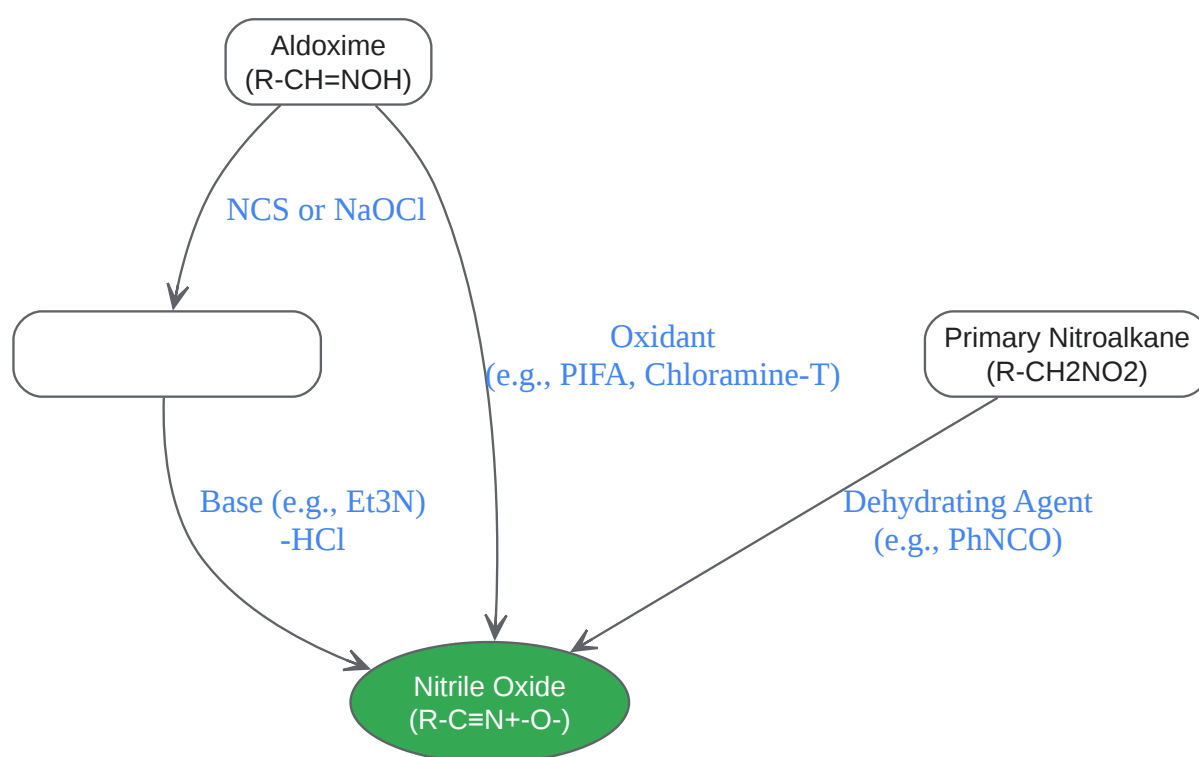 Aldoxime
(R-CH=NOH)
NCS or NaOCl
Oxidant
(e.g., PIFA, Chloramine-T)
Primary Nitroalkane
(R-CH2NO2)
Base (e.g., Et3N)
-HCl
Dehydrating Agent
(e.g., PhNCO)
Nitrile Oxide
(R-C≡N+-O-)